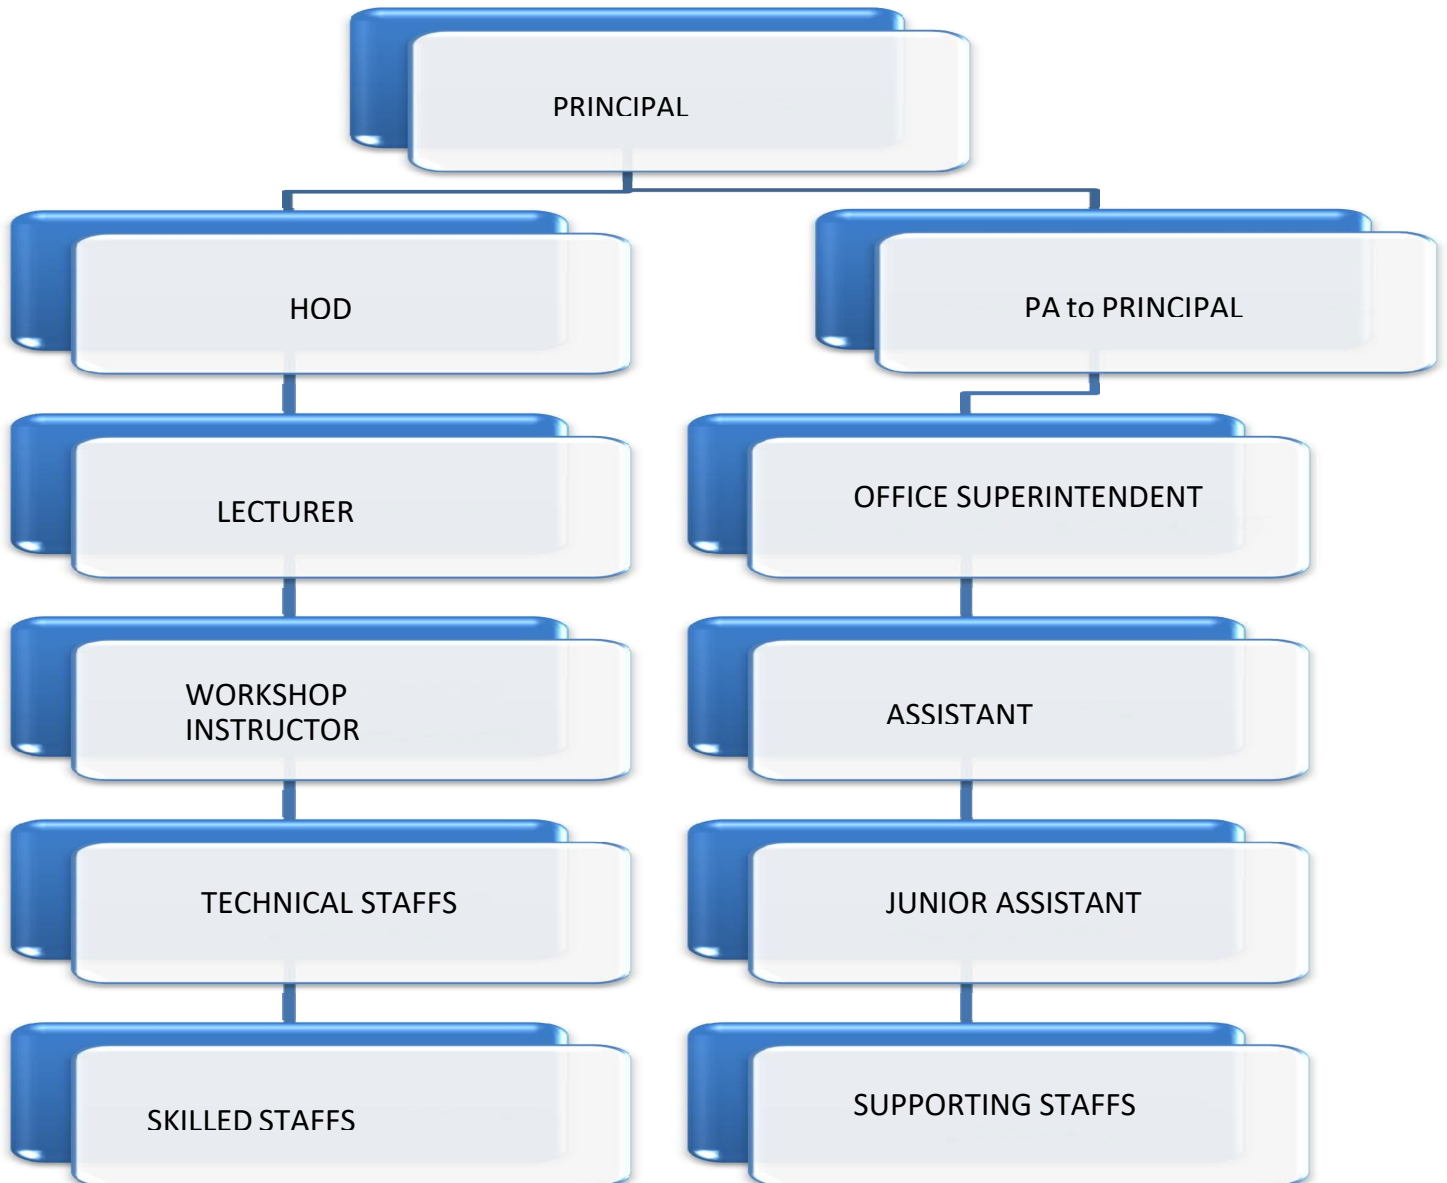 PRINCIPAL
HOD
PA to PRINCIPAL
LECTURER
OFFICE SUPERINTENDENT
WORKSHOP
INSTRUCTOR
ASSISTANT
TECHNICAL STAFFS
JUNIOR ASSISTANT
SKILLED STAFFS
SUPPORTING STAFFS